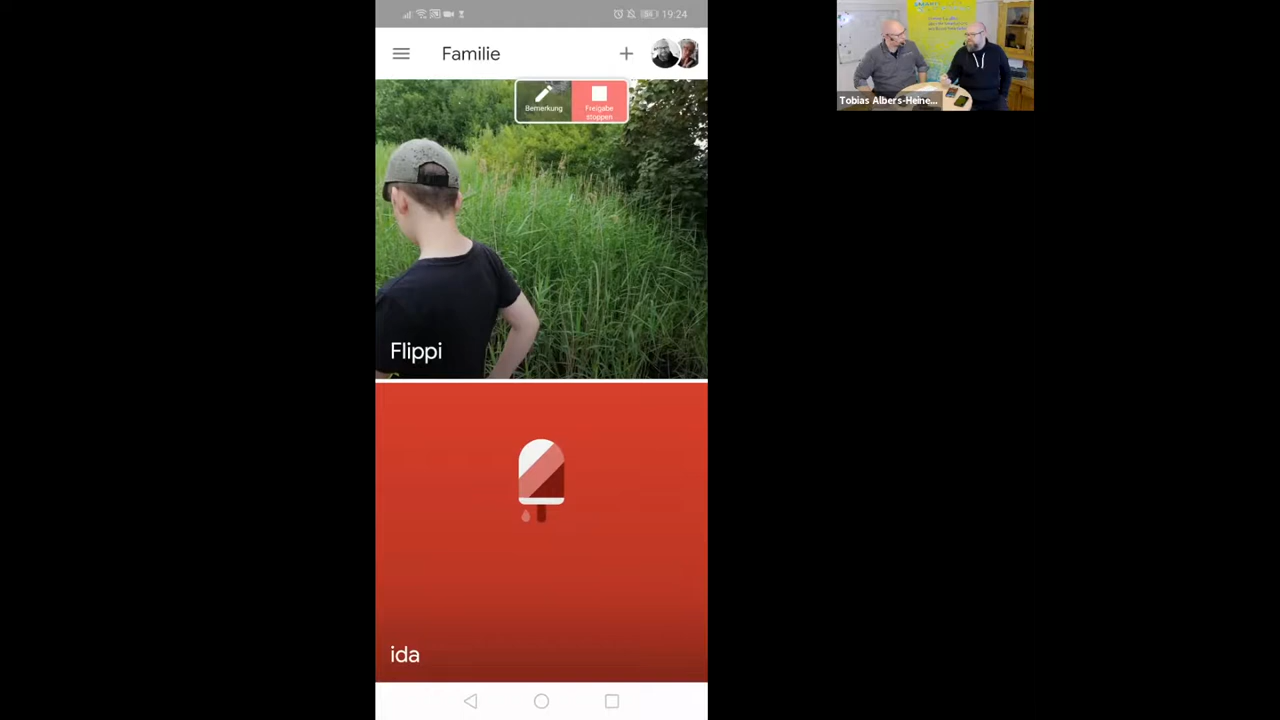 19:24
Familie
Bemerkung
Freigabe
stoppen
Flippi
ida
Tobias Albers-Heine...